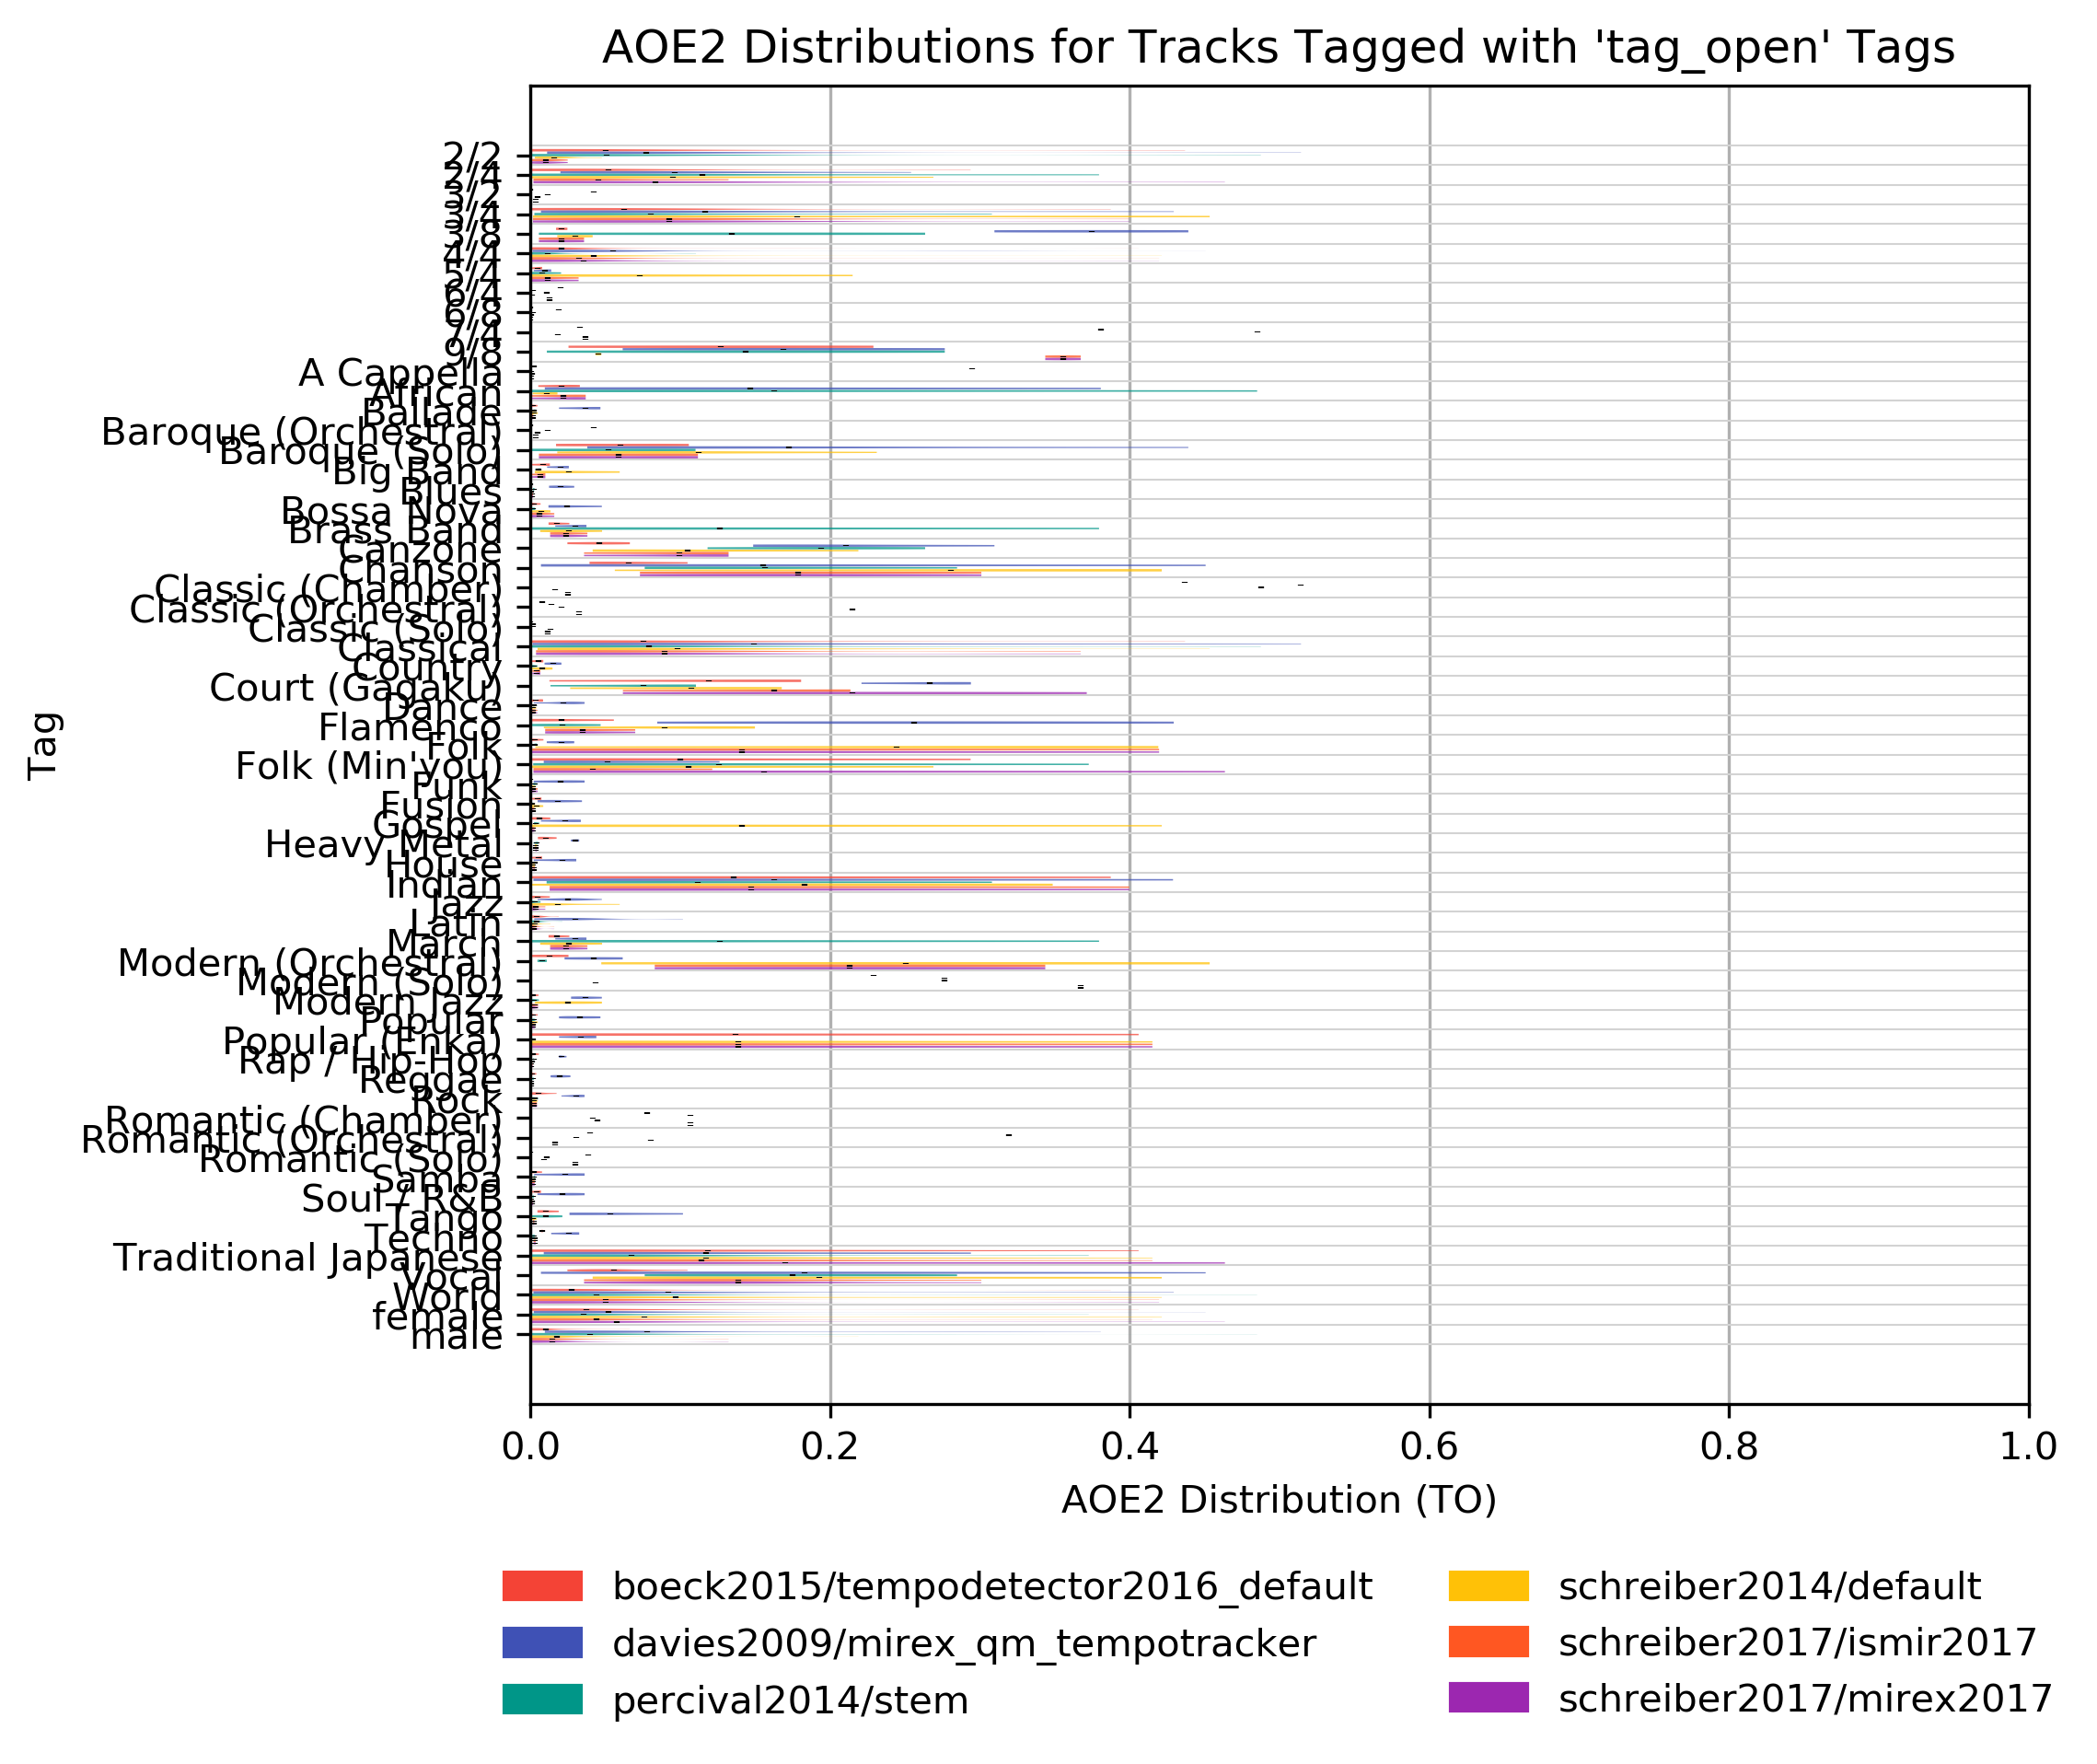 AOE2 Distributions for Tracks Tagged with 'tag_open' Tags
2/2
2/4
3/2
3/4
3/8
4/4
5/4
6/4
6/8
7/4
9/8
A Cappella
African
Ballade
Baroque (Orchestral)
Baroque (Solo)
Big Band
Blues
Bossa Nova
Brass Band
Canzone
Chanson
Classic (Chamber)
Classic (Orchestral)
Classic (Solo)
Classical
Country
Court (Gagaku)
Dance
Flamenco
Folk
Folk (Min'you)
Funk
Fusion
Gospel
Heavy Metal
House
Indian
Jazz
Latin
March
Modern (Orchestral)
Modern (Solo)
Modern Jazz
Popular
Popular (Enka)
Rap / Hip-Hop
Reggae
Rock
Romantic (Chamber)
Romantic (Orchestral)
Romantic (Solo)
Samba
Soul / R&B
Tango
Techno
Traditional Japanese
Vocal
World
female
male
Tag
0.0 0.2 0.4 0.6 0.8 1.0
AOE2 Distribution (TO)
boeck2015/tempodetector2016_default
davies2009/mirex_qm_tempotracker
percival2014/stem
schreiber2014/default
schreiber2017/ismir2017
schreiber2017/mirex2017